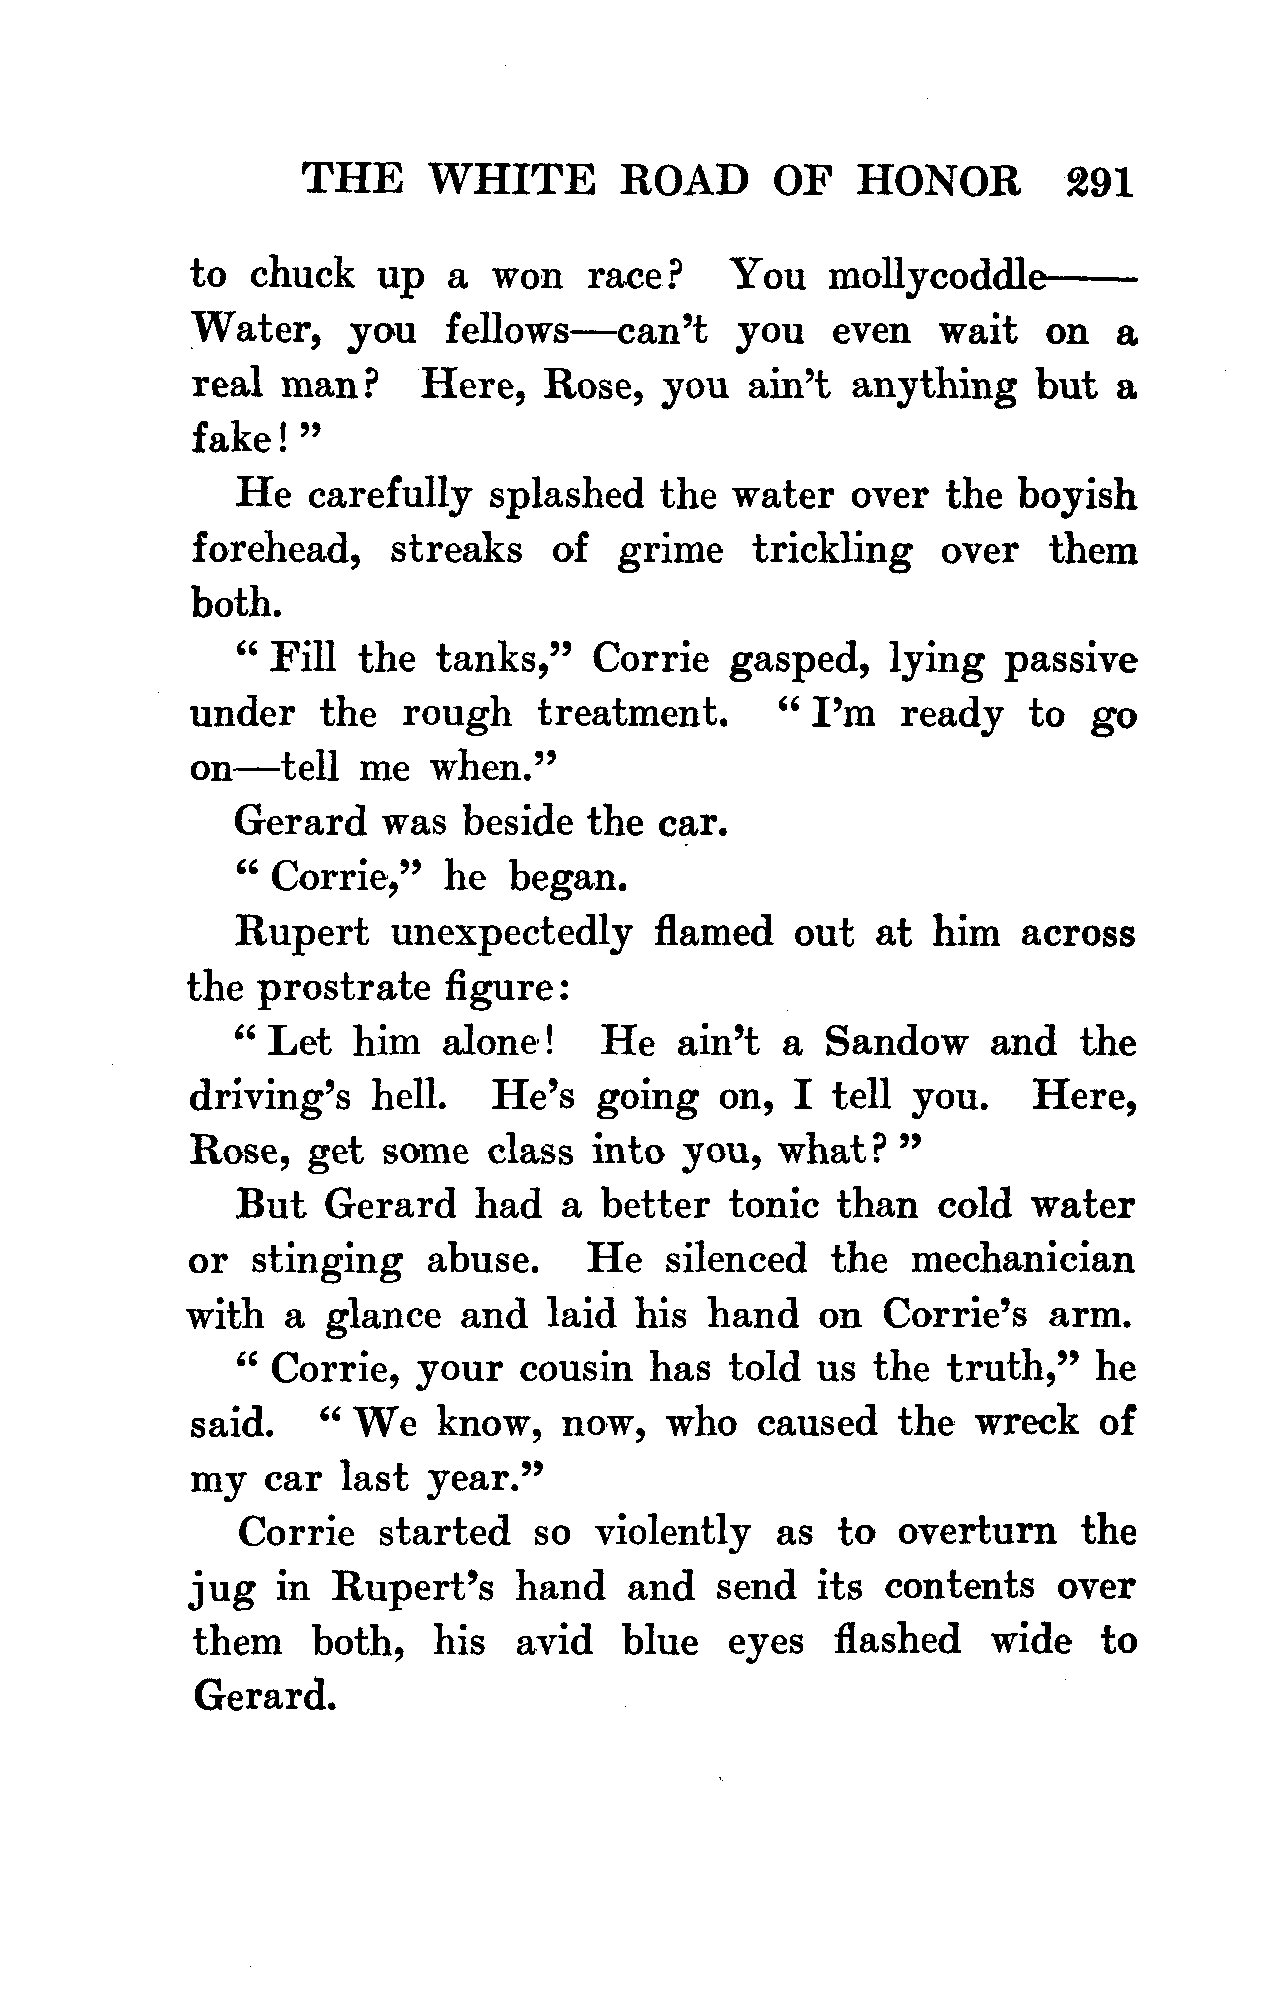 THE WHITE ROAD OF HONOR 291
to chuck up a won race? You mollycoddle——
Water, you fellows—can't you even wait on a
real man? Here, Rose, you ain't anything but a
fake!"
He carefully splashed the water over the boyish
forehead, streaks of grime trickling over them
both.
"Fill the tanks," Corrie gasped, lying passive
under the rough treatment. "I'm ready to go
on—tell me when."
Gerard was beside the car.
"Corrie," he began.
Rupert unexpectedly flamed out at him across
the prostrate figure:
"Let him alone! He ain't a Sandow and the
driving's hell. He's going on, I tell you. Here,
Rose, get some class into you, what?"
But Gerard had a better tonic than cold water
or stinging abuse. He silenced the mechanician
with a glance and laid his hand on Corrie's arm.
"Corrie, your cousin has told us the truth," he
said. "We know, now, who caused the wreck of
my car last year."
Corrie started so violently as to overturn the
jug in Rupert's hand and send its contents over
them both, his avid blue eyes flashed wide to
Gerard.